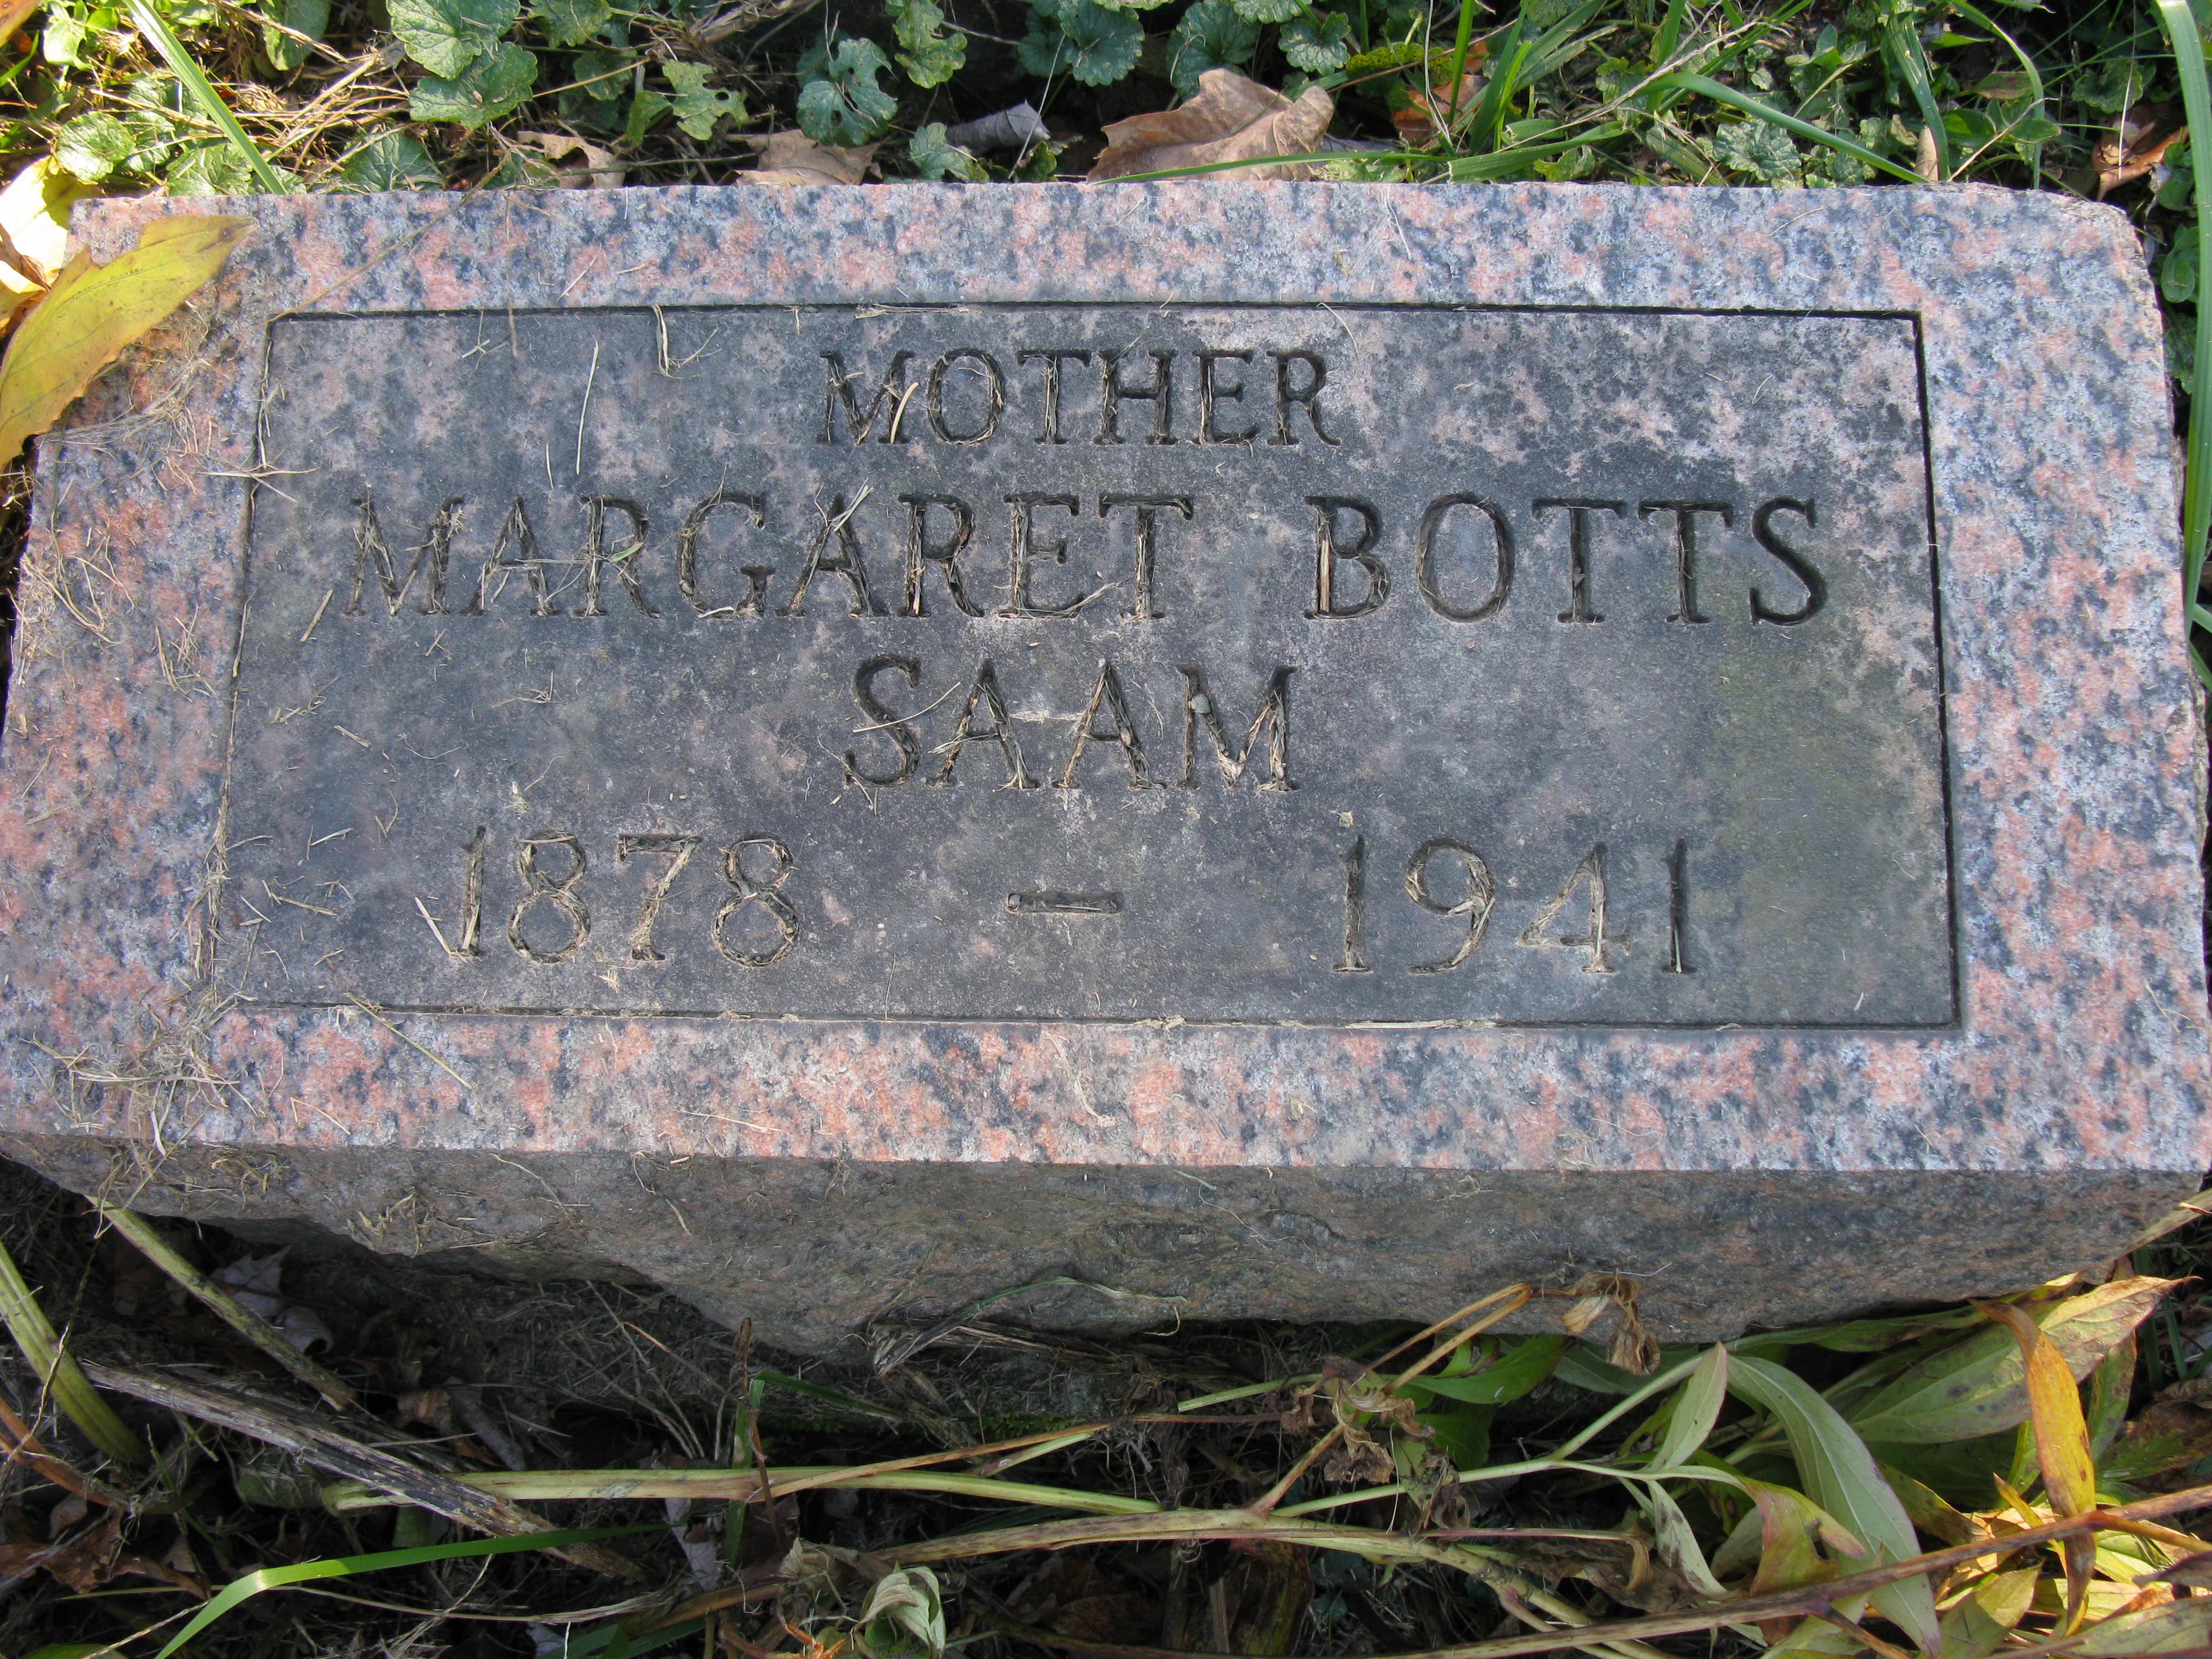 MOTHER
MARGARET BOTTS
SAAM
1878 - 1941